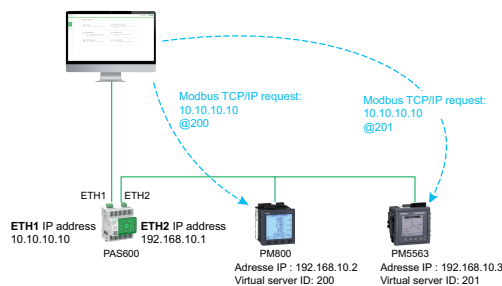 Modbus TCP/IP request:
10.10.10.10
@200
Modbus TCP/IP request:
10.10.10.10
@201
ETH1 ETH2
ETH1 IP address
10.10.10.10
ETH2 IP address
192.168.10.1
PAS600
PM800
Adresse IP : 192.168.10.2
Virtual server ID: 200
PM5563
Adresse IP : 192.168.10.3
Virtual server ID: 201